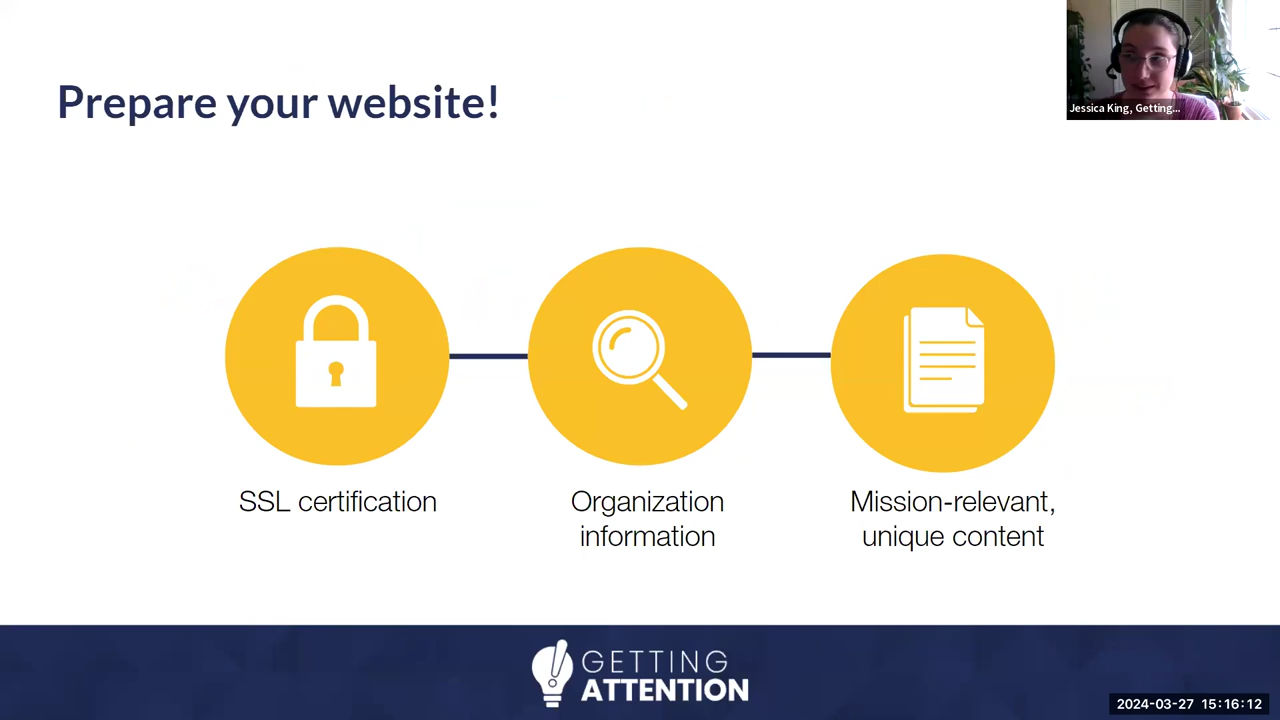 Prepare your website!
Jessica King, Getting...
SSL certification
Organization
information
Mission-relevant,
unique content
GETTING
ATTENTION
2024-03-27 15:16:12